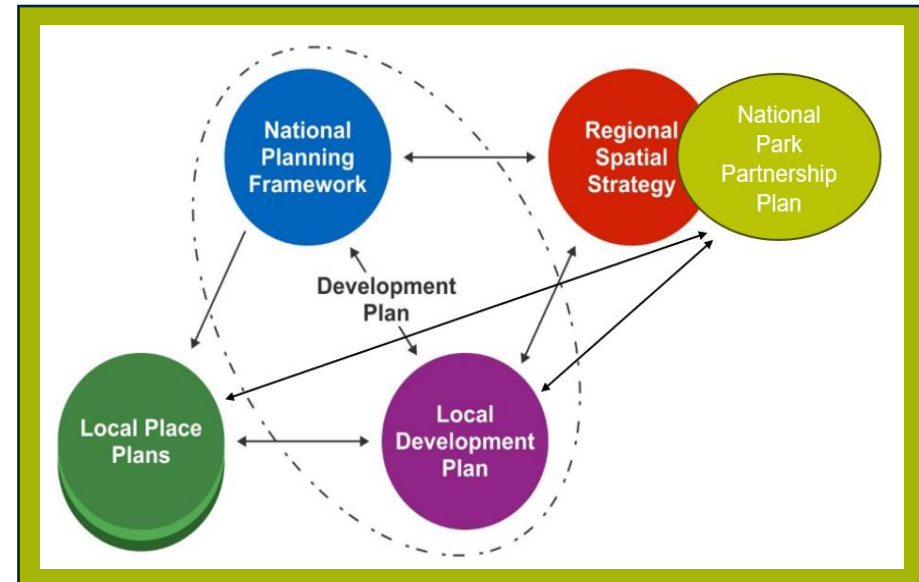 National
Planning
Framework
Regional
Spatial
Strategy
National
Park
Partnership
Plan
Development
Plan
Local Place
Plans
Local
Development
Plan